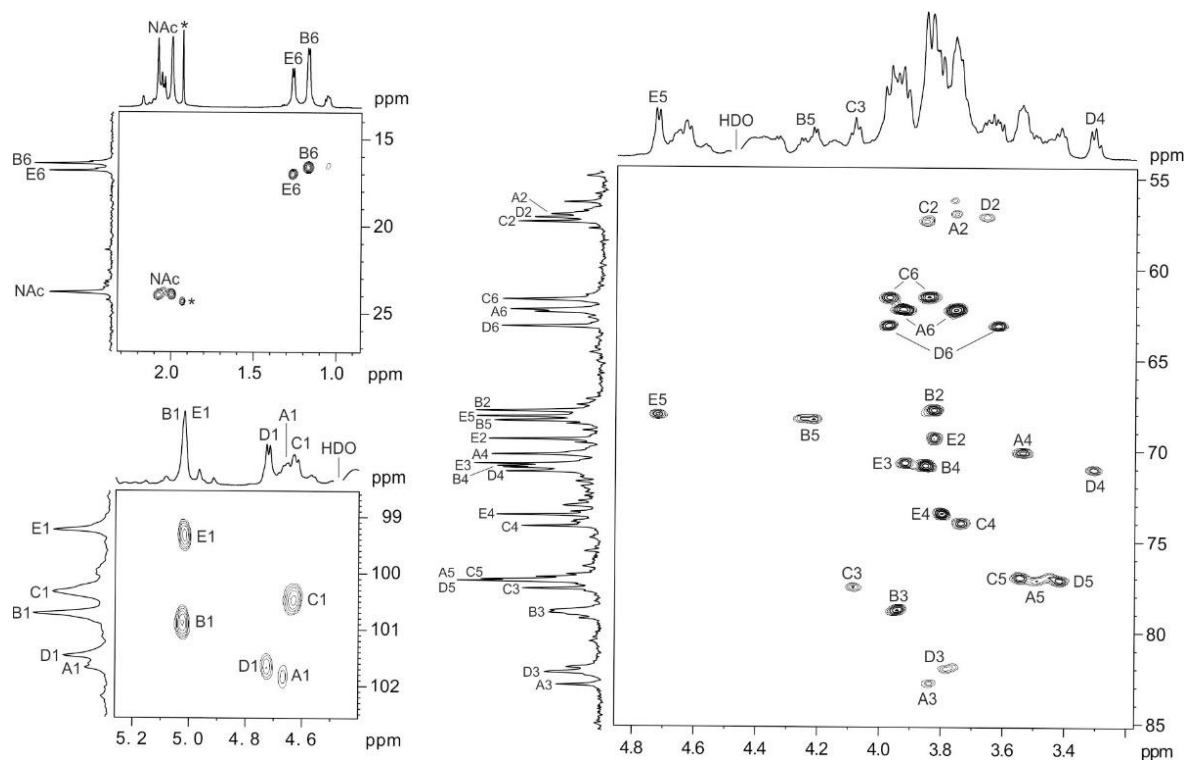 NAc *
B6
E6
ppm
B6
E6
NAc
B6
E6
NAc
*
15
20
25
2.0 1.0 ppm
B1 E1
A1
D1 C1
HDO
ppm
E1
C1
B1
D1
A1
E1
C1
B1
D1 A1
99
100
101
102
5.2 5.0 4.8 4.6 ppm
E5
HDO
B5
C3
D4
ppm
A2
D2
C2
C6
A6
D6
B2
E5
B5
E2
A4
E3
B4 D4
E4
C4
A5 C5
D5 C3
B3
D3
A3
C2 D2
A2
C6
A6
D6
E5 B2
B5 E2 A4
E3 B4 D4
E4 C4
C3 C5 A5 D5
B3
D3
A3
55
60
65
70
75
80
85
4.8 4.6 4.4 4.2 4.0 3.8 3.6 3.4 ppm